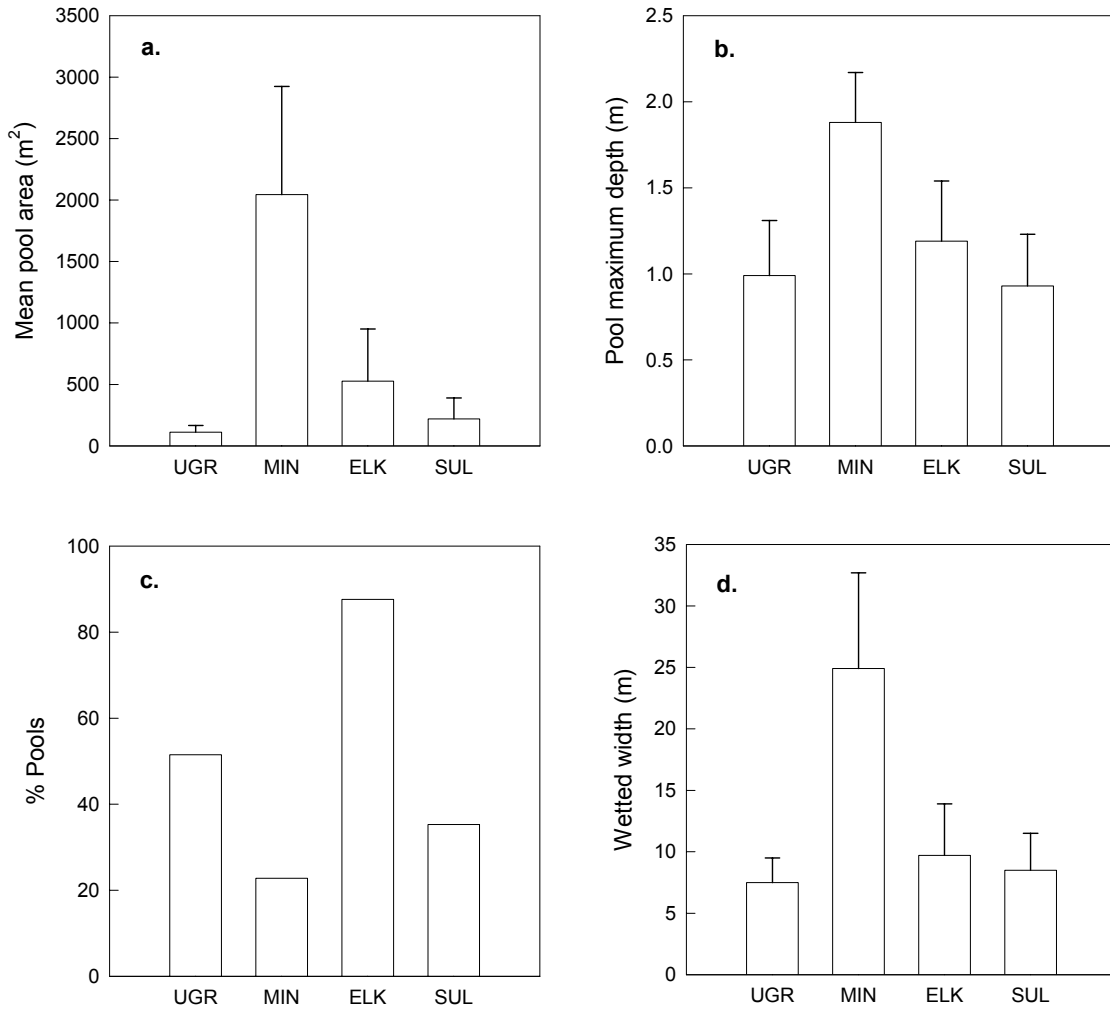 a.
Mean pool area (m²)
3500
3000
2500
2000
1500
1000
500
0
UGR MIN ELK SUL
b.
Pool maximum depth (m)
2.5
2.0
1.5
1.0
0.5
0.0
UGR MIN ELK SUL
c.
% Pools
100
80
60
40
20
0
UGR MIN ELK SUL
d.
Wetted width (m)
35
30
25
20
15
10
5
0
UGR MIN ELK SUL